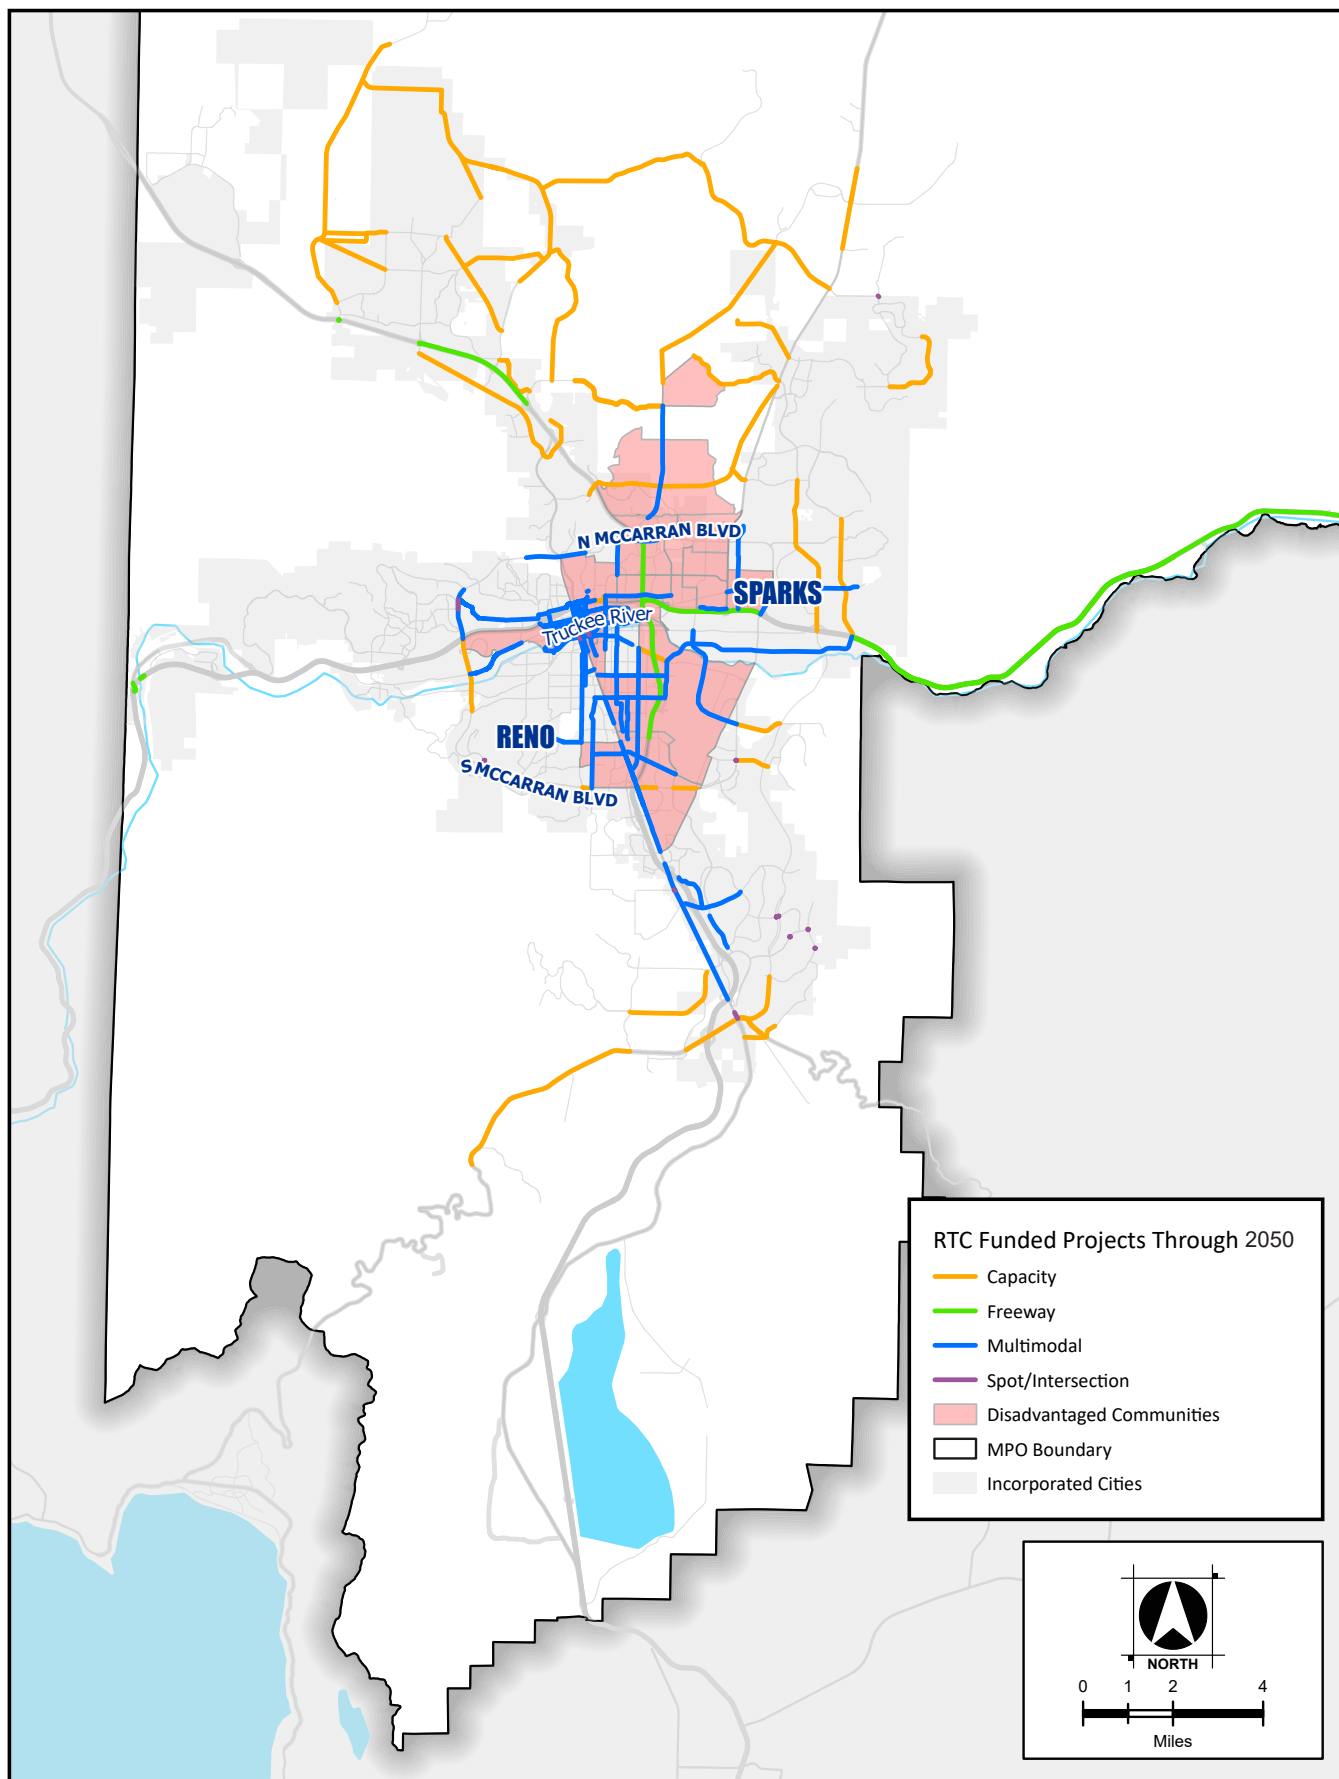 N MCCARRAN BLVD
SPARKS
Truckee River
RENO
S MCCARRAN BLVD
RTC Funded Projects Through 2050
Capacity
Freeway
Multimodal
Spot/Intersection
Disadvantaged Communities
MPO Boundary
Incorporated Cities
NORTH
0 1 2 4
Miles